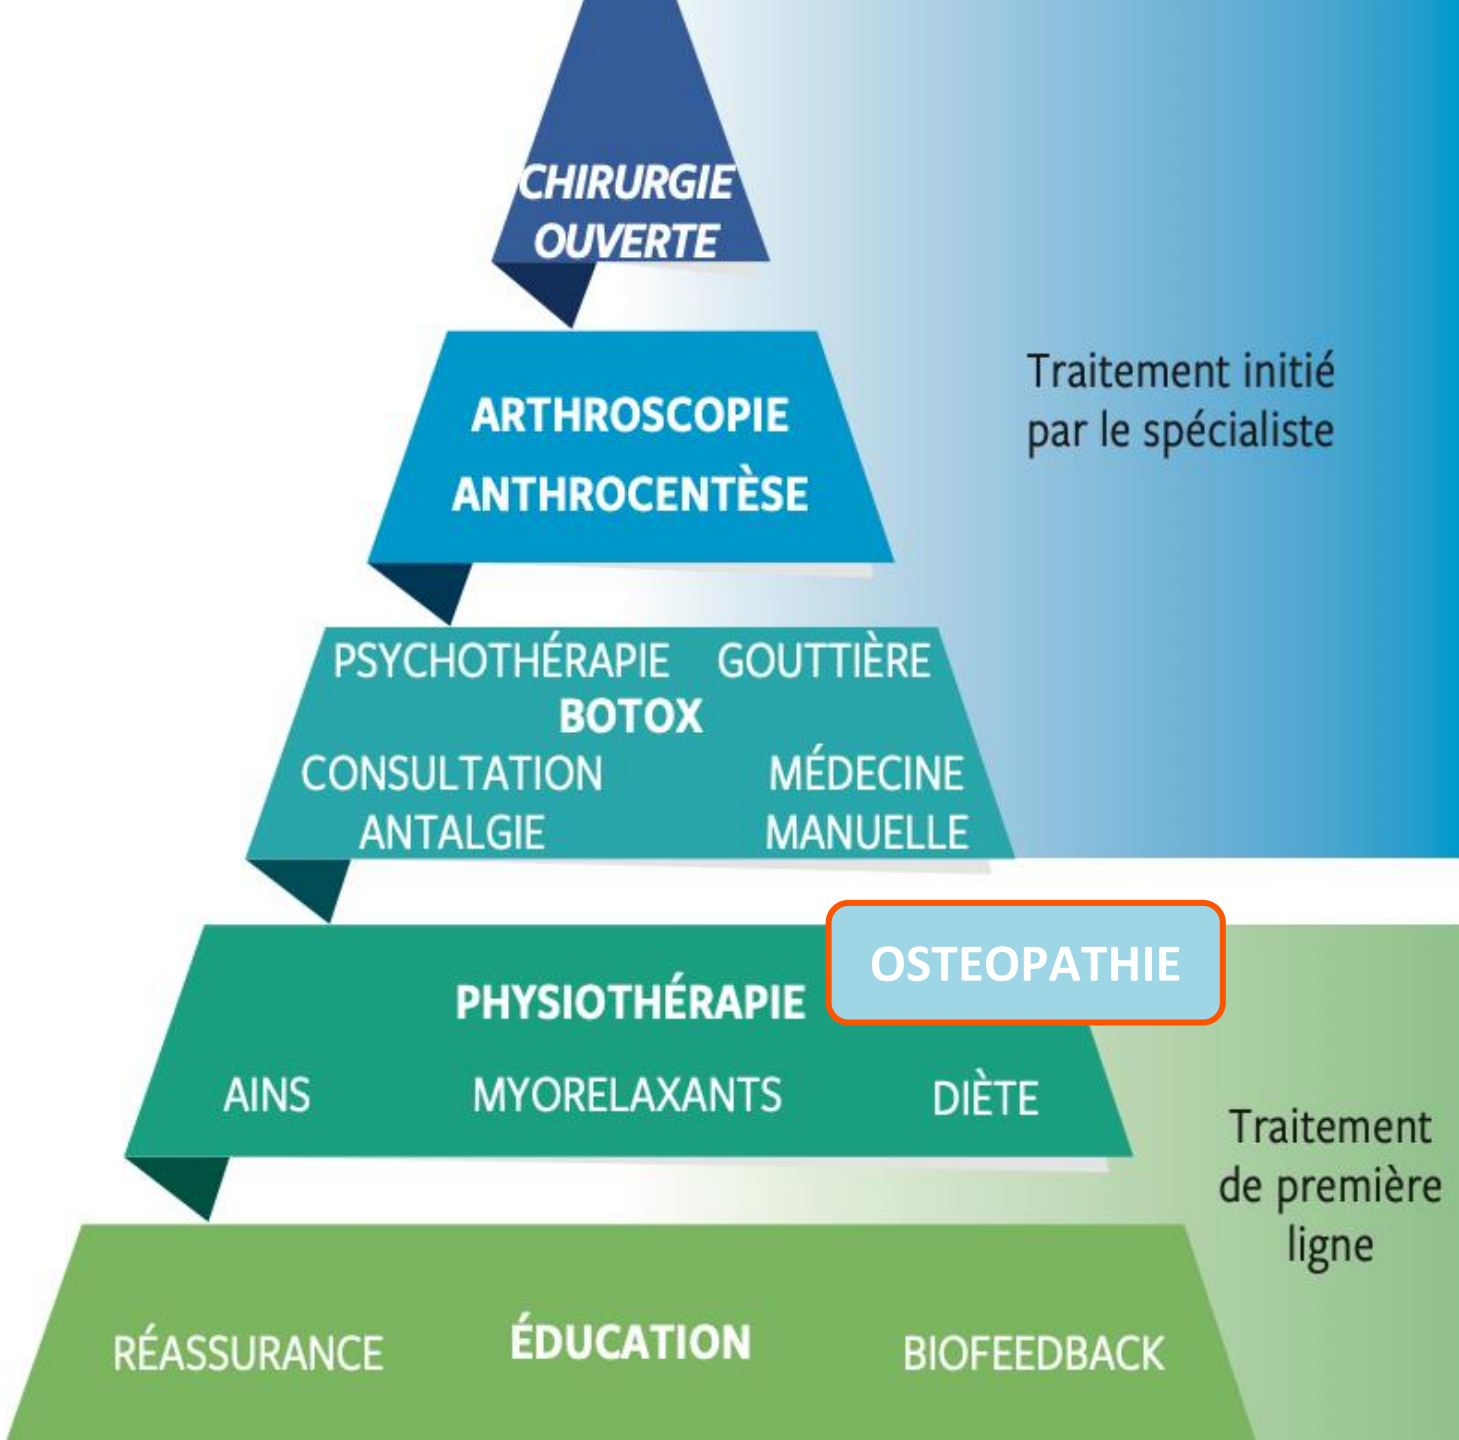 CHIRURGIE
OUVERTE
Traitement initié
par le spécialiste
ARTHROSCOPIE
ANTHROCENTÈSE
PSYCHOTHÉRAPIE GOUTTIÈRE
BOTOX
CONSULTATION MÉDECINE
ANTALGIE MANUELLE
OSTEOPATHIE
PHYSIOTHÉRAPIE
AINS MYORELAXANTS DIÈTE
Traitement
de première
ligne
RÉASSURANCE ÉDUCATION BIOFEEDBACK